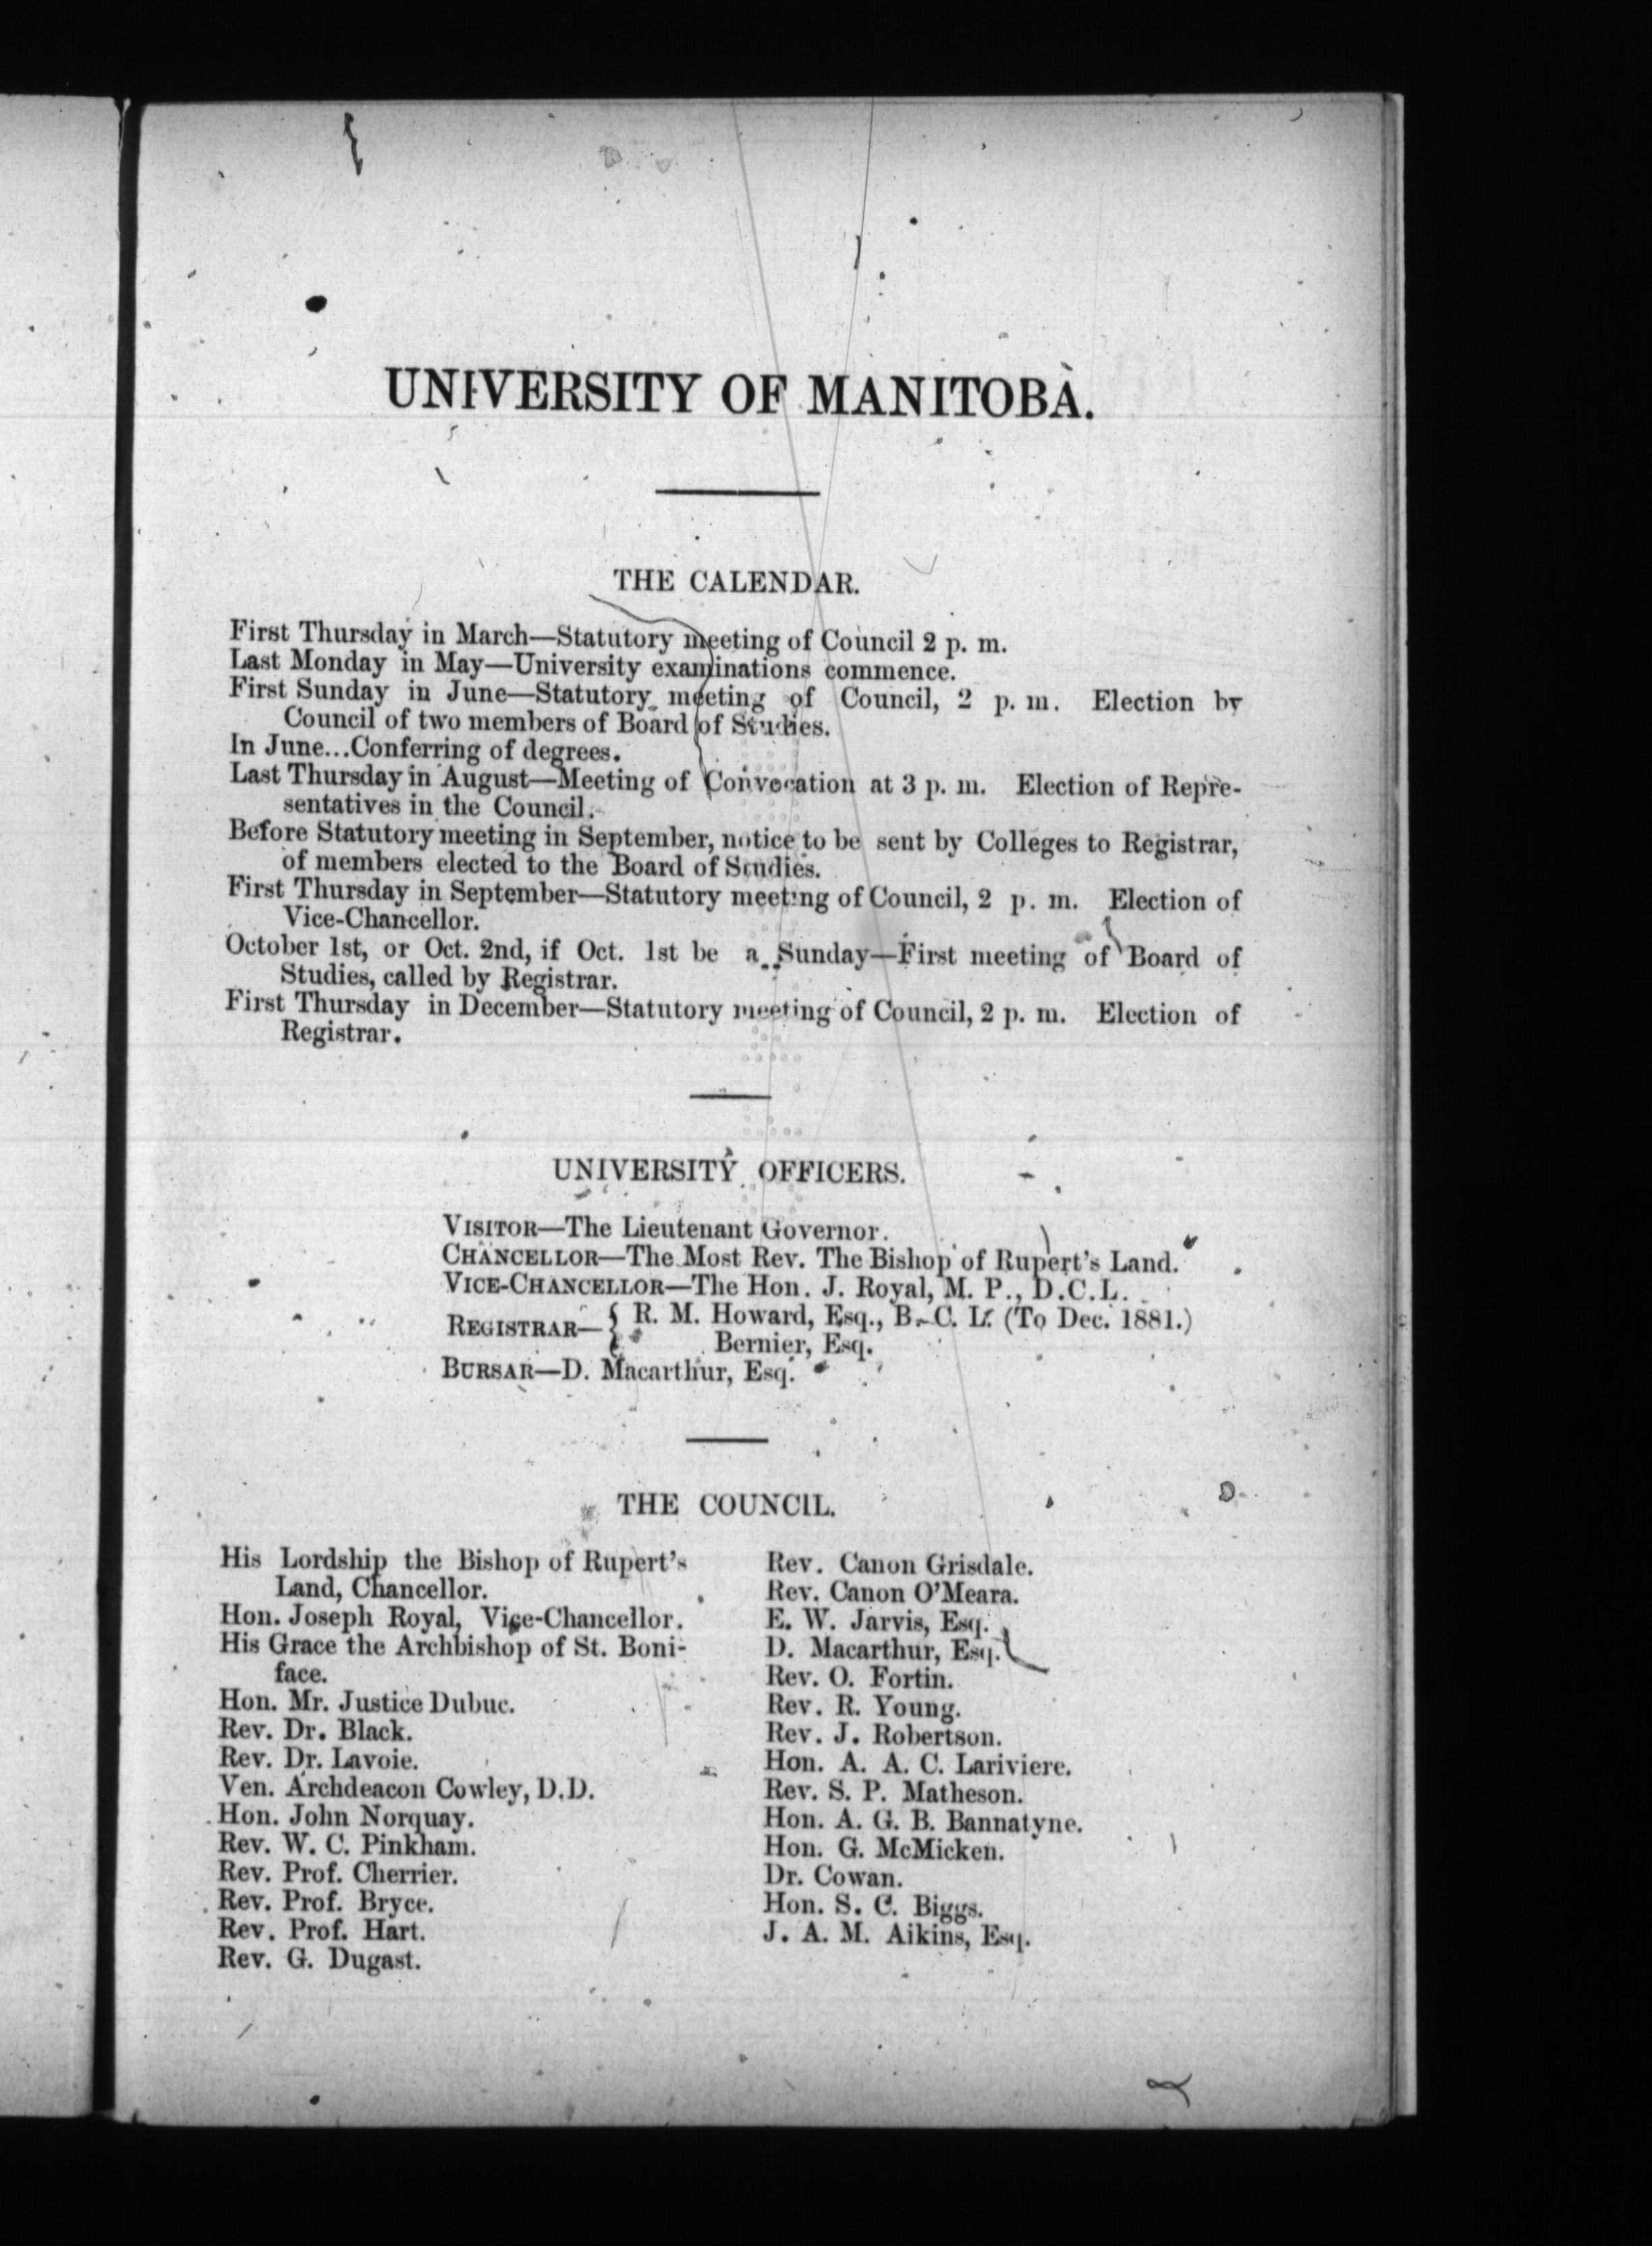 UNIVERSITY OF MANITOBA.
THE CALENDAR.
First Thursday in March—Statutory meeting of Council 2 p. m.
Last Monday in May—University examinations commence.
First Sunday in June—Statutory meeting of Council, 2 p. m. Election by
Council of two members of Board of Studies.
In June...Conferring of degrees.
Last Thursday in August—Meeting of Convocation at 3 p. m. Election of Repre-
sentatives in the Council.
Before Statutory meeting in September, notice to be sent by Colleges to Registrar,
of members elected to the Board of Studies.
First Thursday in September—Statutory meeting of Council, 2 p. m. Election of
Vice-Chancellor.
October 1st, or Oct. 2nd, if Oct. 1st be a Sunday—First meeting of Board of
Studies, called by Registrar.
First Thursday in December—Statutory meeting of Council, 2 p. m. Election of
Registrar.
UNIVERSITY OFFICERS.
VISITOR—The Lieutenant Governor.
CHANCELLOR—The Most Rev. The Bishop of Rupert's Land.
VICE-CHANCELLOR—The Hon. J. Royal, M. P., D.C.L.
REGISTRAR—{ R. M. Howard, Esq., B. C. L. (To Dec. 1881.)
Bernier, Esq.
BURSAR—D. Macarthur, Esq.
THE COUNCIL.
His Lordship the Bishop of Rupert's
Land, Chancellor.
Hon. Joseph Royal, Vice-Chancellor.
His Grace the Archbishop of St. Boni-
face.
Hon. Mr. Justice Dubuc.
Rev. Dr. Black.
Rev. Dr. Lavoie.
Ven. Archdeacon Cowley, D.D.
Hon. John Norquay.
Rev. W. C. Pinkham.
Rev. Prof. Cherrier.
Rev. Prof. Bryce.
Rev. Prof. Hart.
Rev. G. Dugast.
Rev. Canon Grisdale.
Rev. Canon O'Meara.
E. W. Jarvis, Esq.
D. Macarthur, Esq.
Rev. O. Fortin.
Rev. R. Young.
Rev. J. Robertson.
Hon. A. A. C. Lariviere.
Rev. S. P. Matheson.
Hon. A. G. B. Bannatyne.
Hon. G. McMicken.
Dr. Cowan.
Hon. S. C. Biggs.
J. A. M. Aikins, Esq.